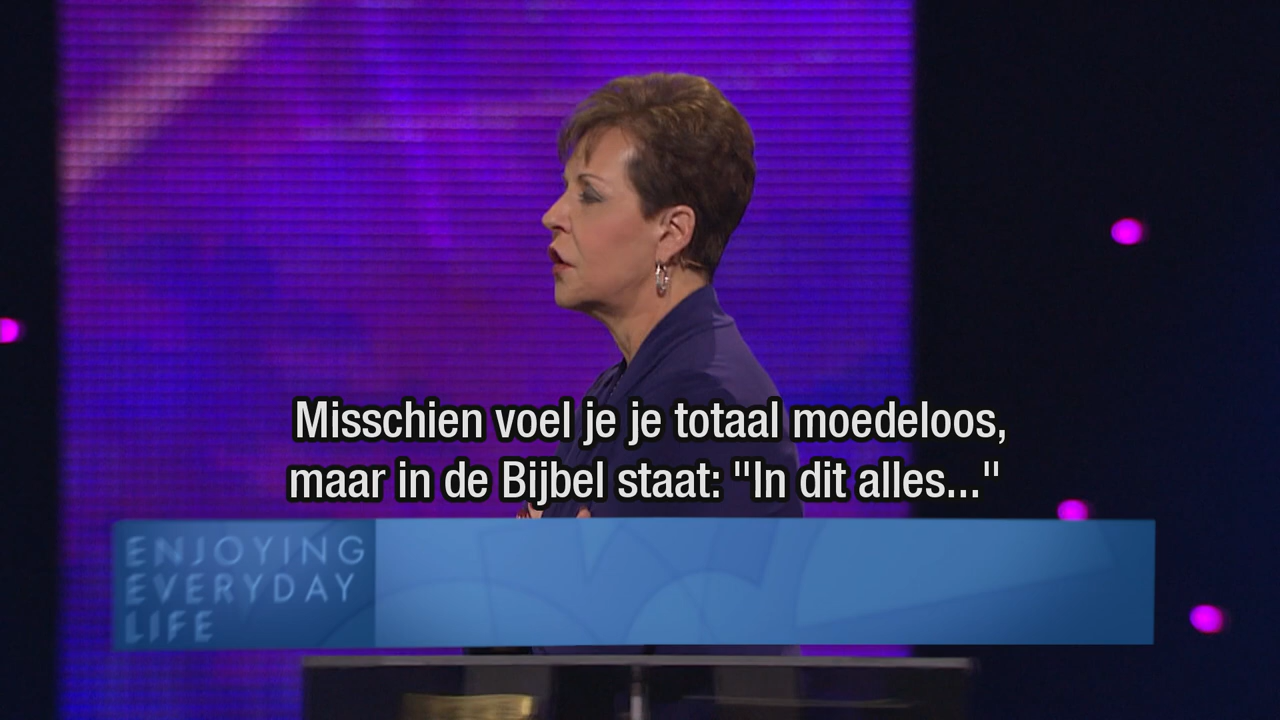 Misschien voel je je totaal moedeloos,
maar in de Bijbel staat: "In dit alles..."
ENJOYING
EVERYDAY
LIFE